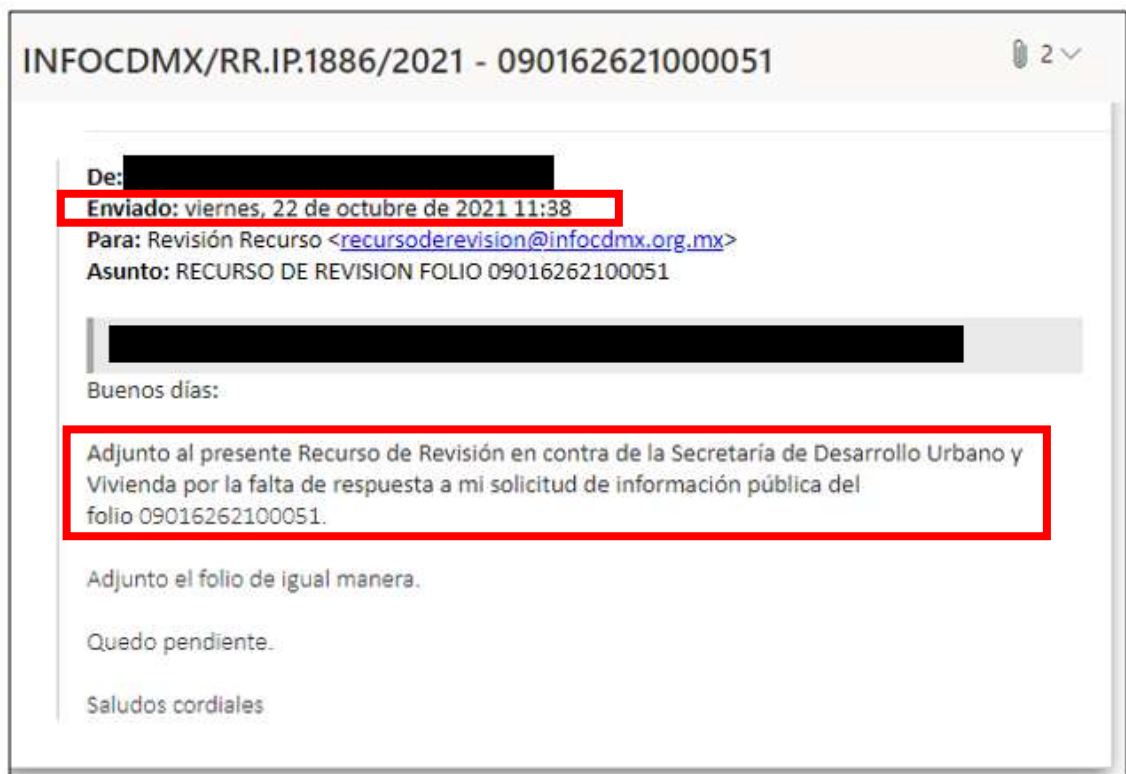 INFOCDMX/RR.IP.1886/2021 - 090162621000051
2
De:
Enviado: viernes, 22 de octubre de 2021 11:38
Para: Revisión Recurso <recursoderevision@infocdmx.org.mx>
Asunto: RECURSO DE REVISION FOLIO 09016262100051
Buenos días:
Adjunto al presente Recurso de Revisión en contra de la Secretaría de Desarrollo Urbano y
Vivienda por la falta de respuesta a mi solicitud de información pública del
folio 09016262100051.
Adjunto el folio de igual manera.
Quedo pendiente.
Saludos cordiales